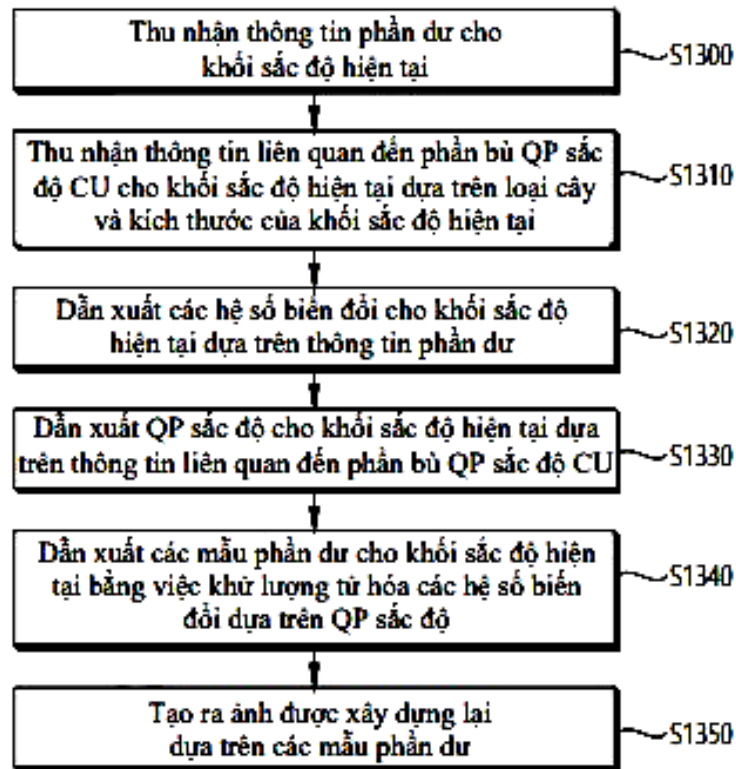 Thu nhận thông tin phần dư cho
khối sắc độ hiện tại
S1300
Thu nhận thông tin liên quan đến phần bù QP sắc
độ CU cho khối sắc độ hiện tại dựa trên loại cây
và kích thước của khối sắc độ hiện tại
S1310
Dẫn xuất các hệ số biến đổi cho khối sắc độ
hiện tại dựa trên thông tin phần dư
S1320
Dẫn xuất QP sắc độ cho khối sắc độ hiện tại dựa
trên thông tin liên quan đến phần bù QP sắc độ CU
S1330
Dẫn xuất các mẫu phần dư cho khối sắc độ hiện
tại bằng việc khử lượng tử hóa các hệ số biến
đổi dựa trên QP sắc độ
S1340
Tạo ra ảnh được xây dựng lại
dựa trên các mẫu phần dư
S1350